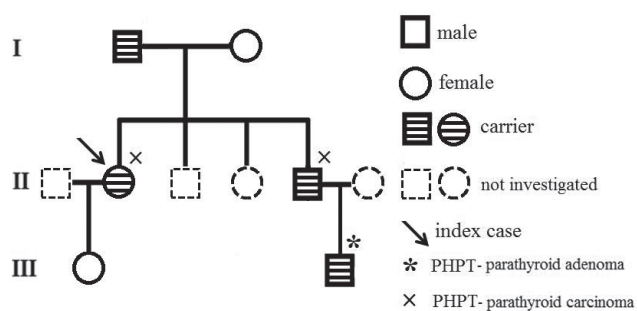 I
II
III
male
female
carrier
not investigated
index case
* PHPT- parathyroid adenoma
× PHPT- parathyroid carcinoma